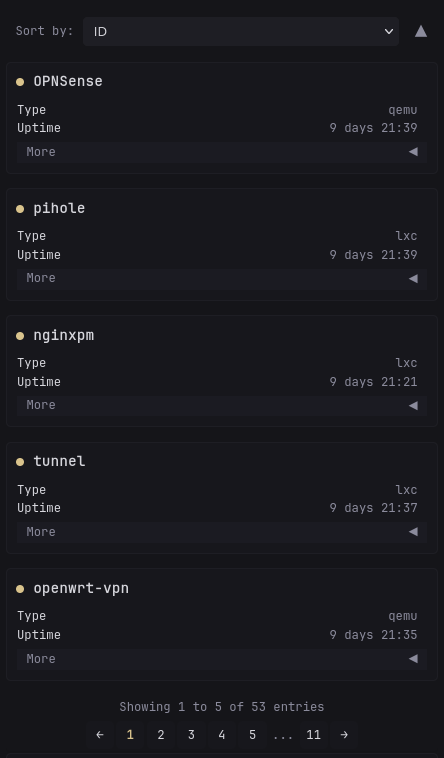 Sort by: ID ▲
OPNSense
Type qemu
Uptime 9 days 21:39
More ◀
pihole
Type lxc
Uptime 9 days 21:39
More ◀
nginxpm
Type lxc
Uptime 9 days 21:21
More ◀
tunnel
Type lxc
Uptime 9 days 21:37
More ◀
openwrt-vpn
Type qemu
Uptime 9 days 21:35
More ◀
Showing 1 to 5 of 53 entries
← 1 2 3 4 5 ... 11 →